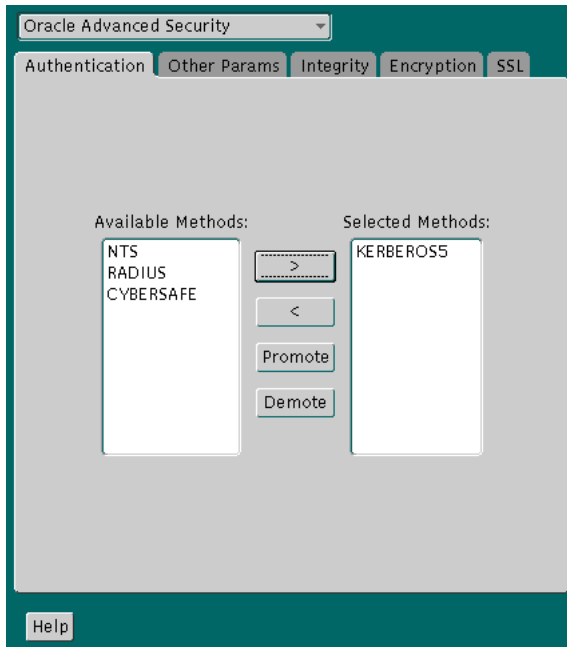 Oracle Advanced Security
Authentication Other Params Integrity Encryption SSL
Available Methods: Selected Methods:
NTS
RADIUS
CYBERSAFE
KERBEROS5
>
<
Promote
Demote
Help